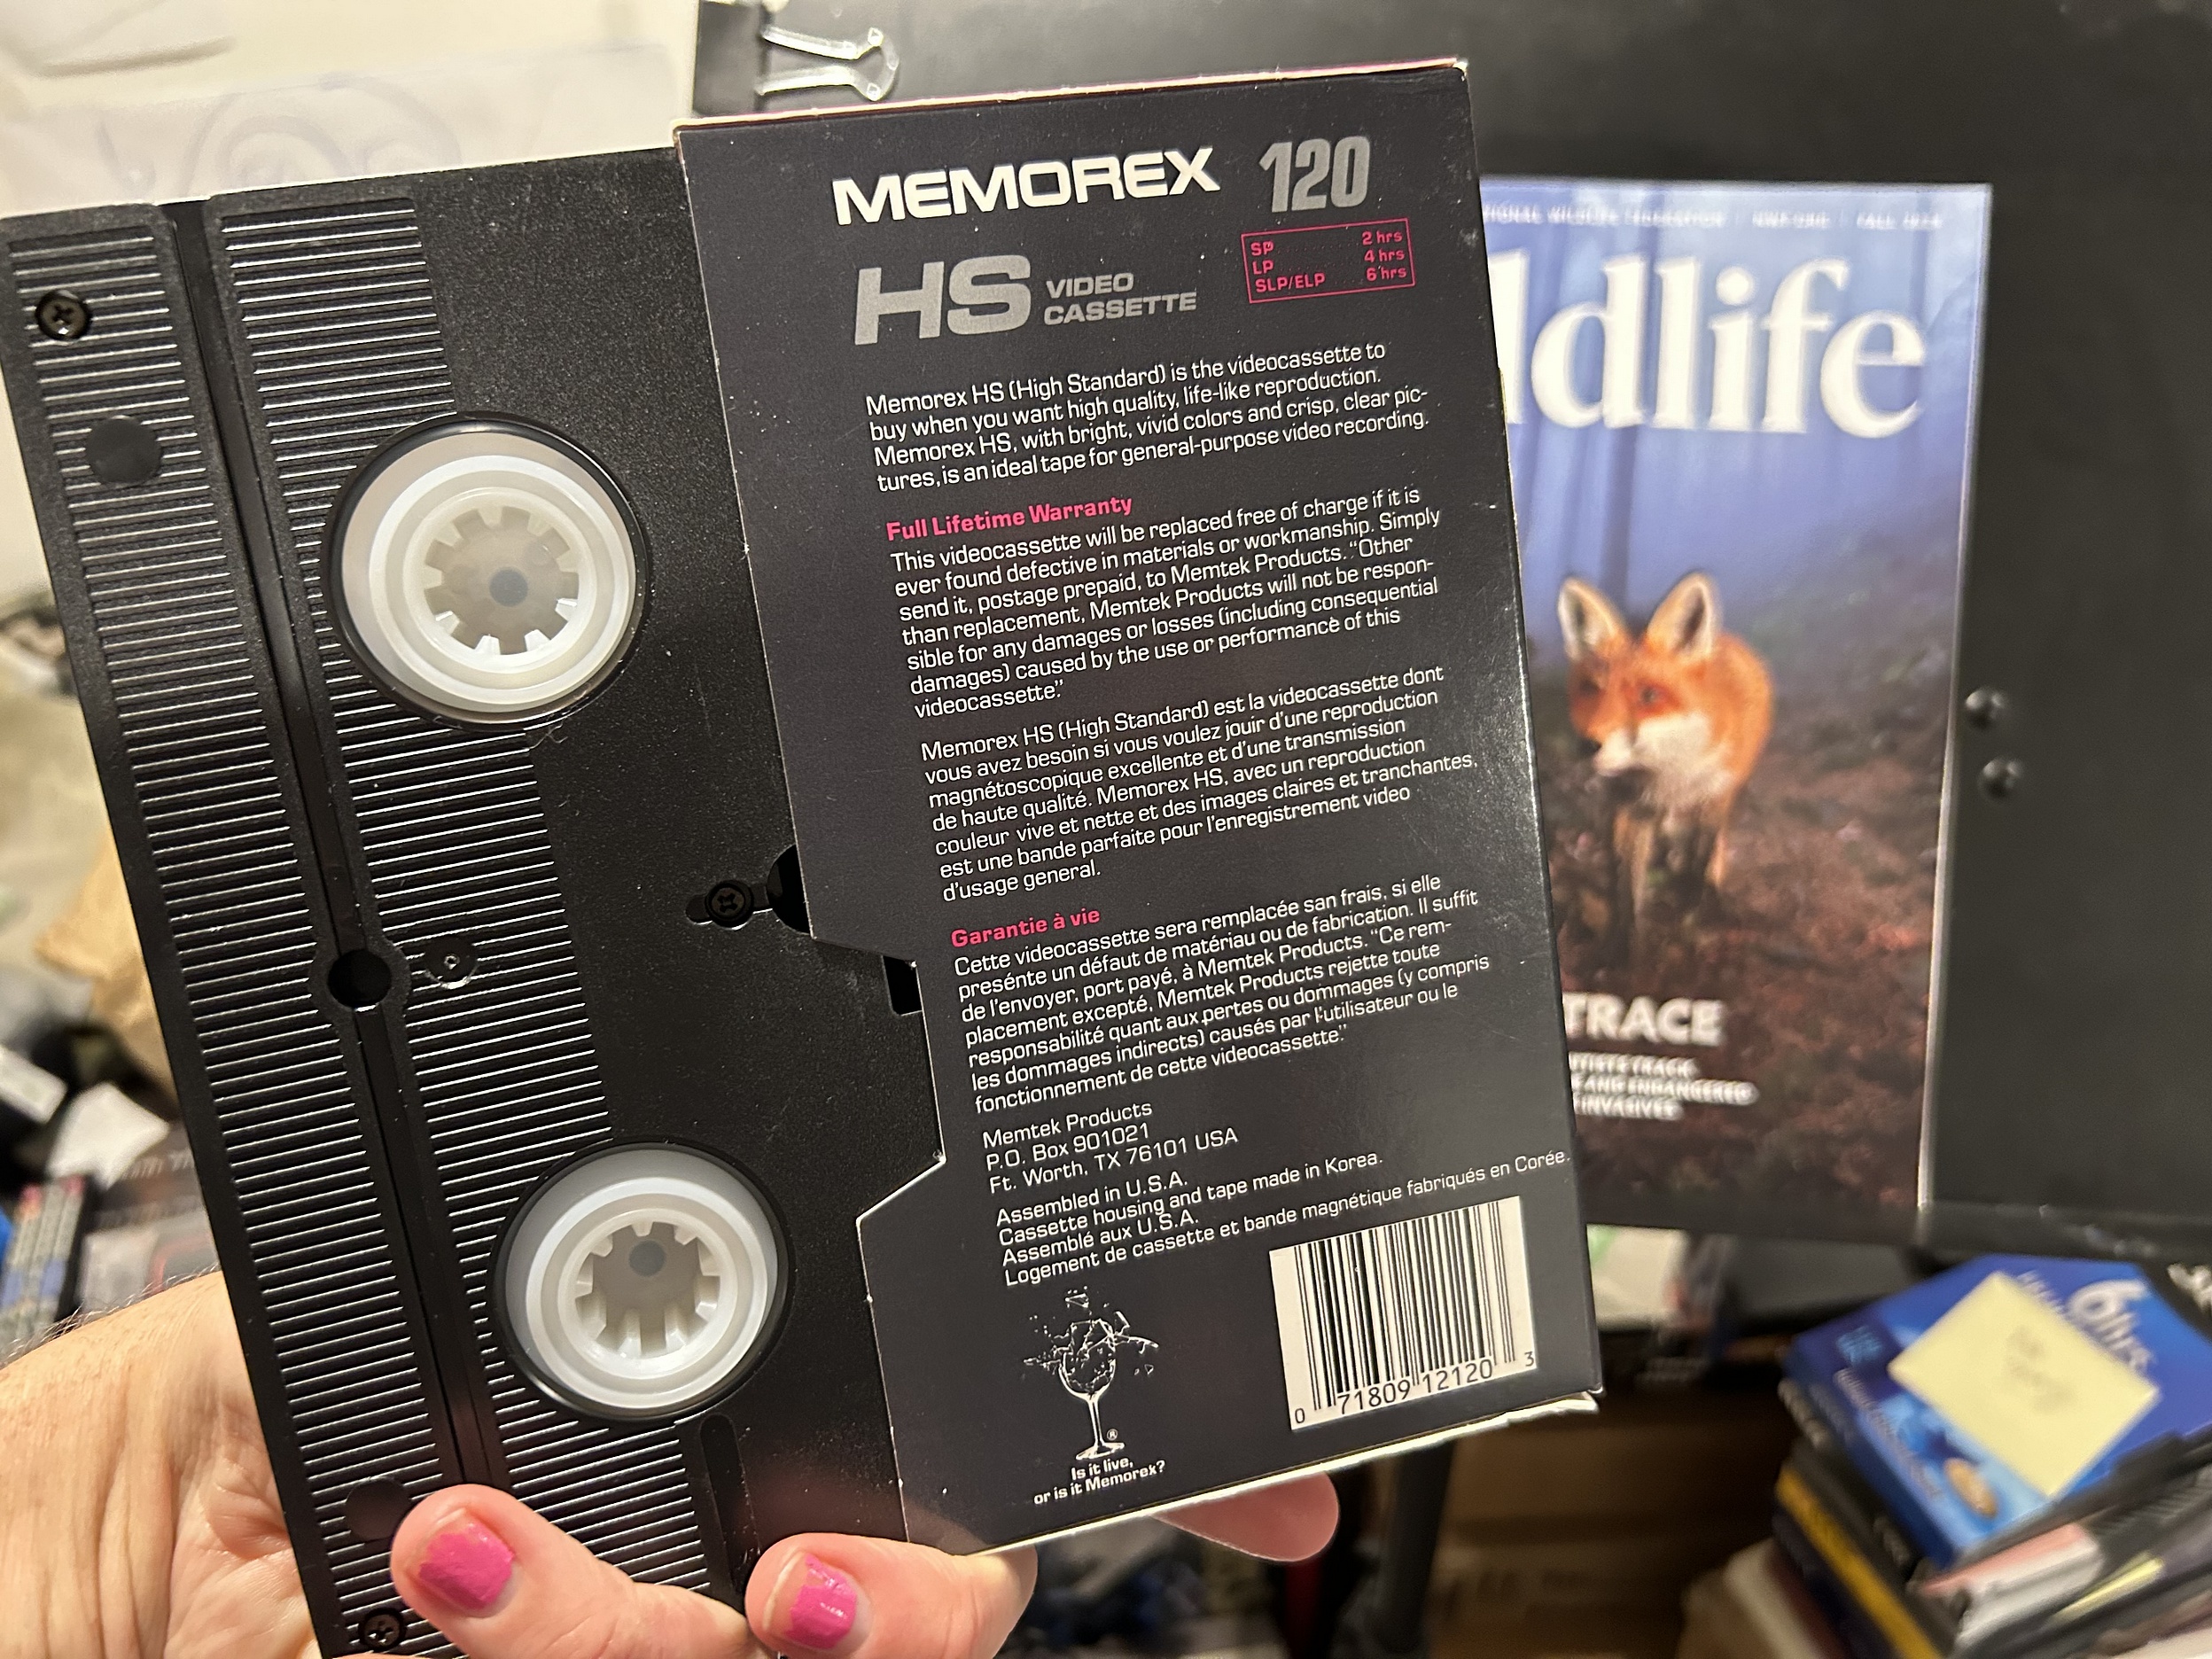 MEMOREX 120
HS VIDEO
CASSETTE
SP 2 hrs
LP 4 hrs
SLP/ELP 6 hrs
Memorex HS (High Standard) is the videocassette to
buy when you want high quality, life-like reproduction.
Memorex HS, with bright, vivid colors and crisp, clear pic-
tures, is an ideal tape for general-purpose video recording.
Full Lifetime Warranty
This videocassette will be replaced free of charge if it is
ever found defective in materials or workmanship. Simply
send it, postage prepaid, to Memtek Products. “Other
than replacement, Memtek Products will not be respon-
sible for any damages or losses (including consequential
damages) caused by the use or performance of this
videocassette.”
Memorex HS (High Standard) est la videocassette dont
vous avez besoin si vous voulez jouir d'une reproduction
magnétoscopique excellente et d'une transmission
de haute qualité. Memorex HS, avec un reproduction
couleur vive et nette et des images claires et tranchantes,
est une bande parfaite pour l'enregistrement video
d'usage general.
Garantie à vie
Cette videocassette sera remplacée san frais, si elle
presénte un défaut de matériau ou de fabrication. Il suffit
de l'envoyer, port payé, à Memtek Products. “Ce rem-
placement excepté, Memtek Products rejette toute
responsabilité quant aux pertes ou dommages (y compris
les dommages indirects) causés par l'utilisateur ou le
fonctionnement de cette videocassette.”
Memtek Products
P.O. Box 901021
Ft. Worth, TX 76101 USA
Assembled in U.S.A.
Cassette housing and tape made in Korea.
Assemblé aux U.S.A.
Logement de cassette et bande magnétique fabriqués en Corée.
®
Is it live,
or is it Memorex?
0 71809 12120 3
WILDLIFE FEDERATION
dlife
TRACE
TRACK
AND ENDANGERED
INVASIVES
6hrs